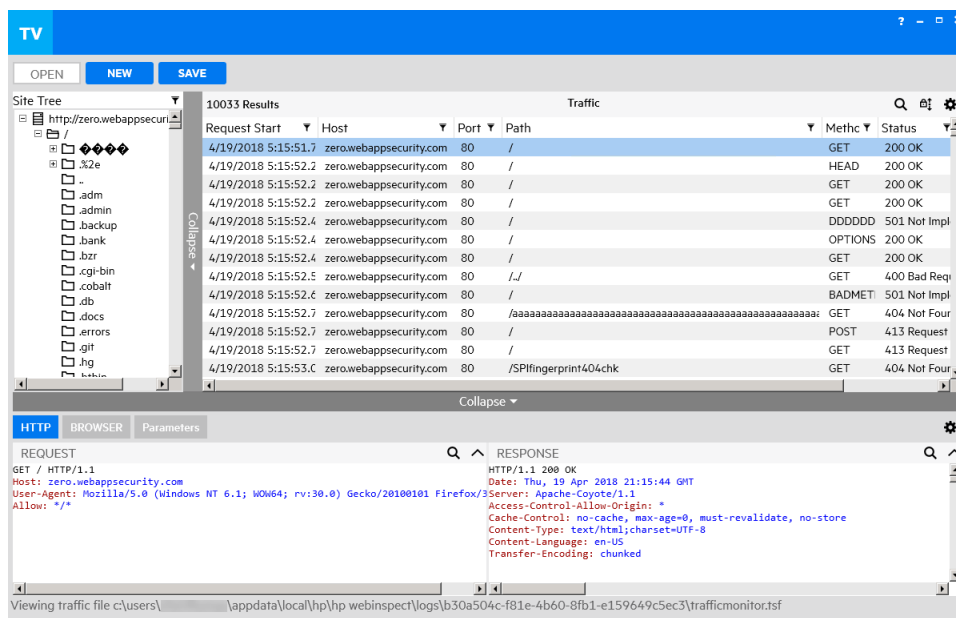 TV
?
OPEN NEW SAVE
Site Tree
http://zero.webappsecuri
/
����
.%2e
..
.adm
.admin
.backup
.bank
.bzr
.cgi-bin
.cobalt
.db
.docs
.errors
.git
.hg
Collapse
10033 Results Traffic
Request Start Host Port Path Methc Status
4/19/2018 5:15:51.7 zero.webappsecurity.com 80 / GET 200 OK
4/19/2018 5:15:52.2 zero.webappsecurity.com 80 / HEAD 200 OK
4/19/2018 5:15:52.2 zero.webappsecurity.com 80 / GET 200 OK
4/19/2018 5:15:52.2 zero.webappsecurity.com 80 / GET 200 OK
4/19/2018 5:15:52.4 zero.webappsecurity.com 80 / DDDDDD 501 Not Impl
4/19/2018 5:15:52.4 zero.webappsecurity.com 80 / OPTIONS 200 OK
4/19/2018 5:15:52.4 zero.webappsecurity.com 80 / GET 200 OK
4/19/2018 5:15:52.5 zero.webappsecurity.com 80 /../ GET 400 Bad Requ
4/19/2018 5:15:52.6 zero.webappsecurity.com 80 / BADMETI 501 Not Impl
4/19/2018 5:15:52.7 zero.webappsecurity.com 80 GET 404 Not Four
4/19/2018 5:15:52.7 zero.webappsecurity.com 80 / POST 413 Request
4/19/2018 5:15:52.7 zero.webappsecurity.com 80 / GET 413 Request
4/19/2018 5:15:53.0 zero.webappsecurity.com 80 /SPIfingerprint404chk GET 404 Not Four
Collapse
HTTP BROWSER Parameters
REQUEST
GET / HTTP/1.1
Host: zero.webappsecurity.com
User-Agent: Mozilla/5.0 (Windows NT 6.1; WOW64; rv:30.0) Gecko/20100101 Firefox/3
Allow: */*
RESPONSE
HTTP/1.1 200 OK
Date: Thu, 19 Apr 2018 21:15:44 GMT
Server: Apache-Coyote/1.1
Access-Control-Allow-Origin: *
Cache-Control: no-cache, max-age=0, must-revalidate, no-store
Content-Type: text/html;charset=UTF-8
Content-Language: en-US
Transfer-Encoding: chunked
Viewing traffic file c:\users\ \appdata\local\hp\hp webinspect\logs\b30a504c-f81e-4b60-8fb1-e159649c5ec3\trafficmonitor.tsf